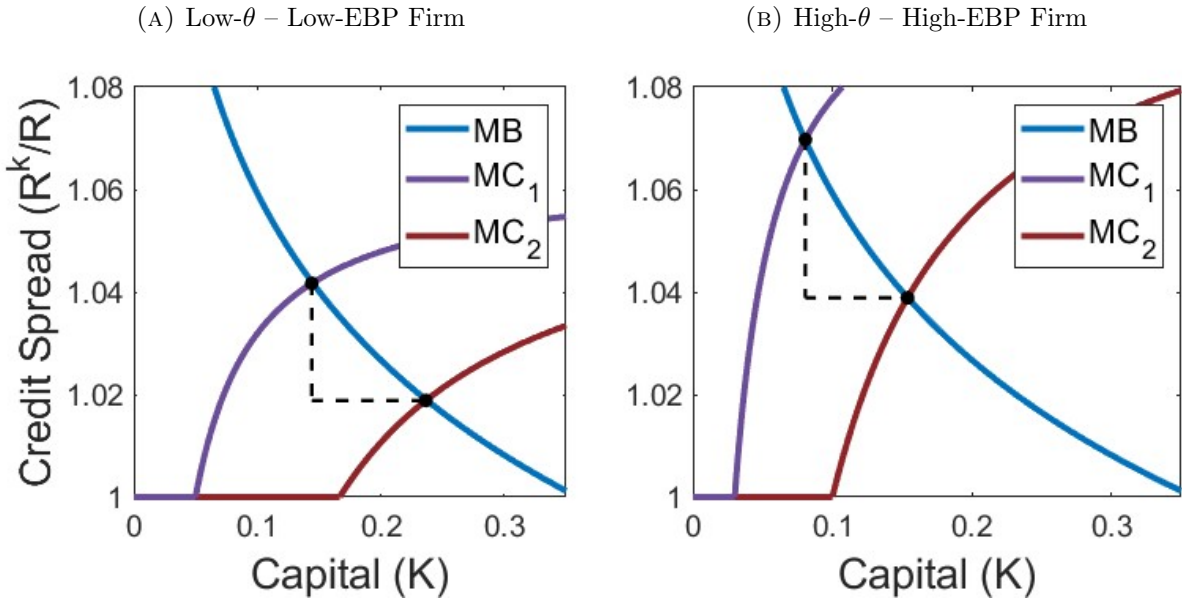 (A) Low-θ – Low-EBP Firm
(B) High-θ – High-EBP Firm
Credit Spread (R^k/R)
1.08
1.06
1.04
1.02
1
0
0.1
0.2
0.3
Capital (K)
MB
MC_1
MC_2
1.08
1.06
1.04
1.02
1
0
0.1
0.2
0.3
Capital (K)
MB
MC_1
MC_2